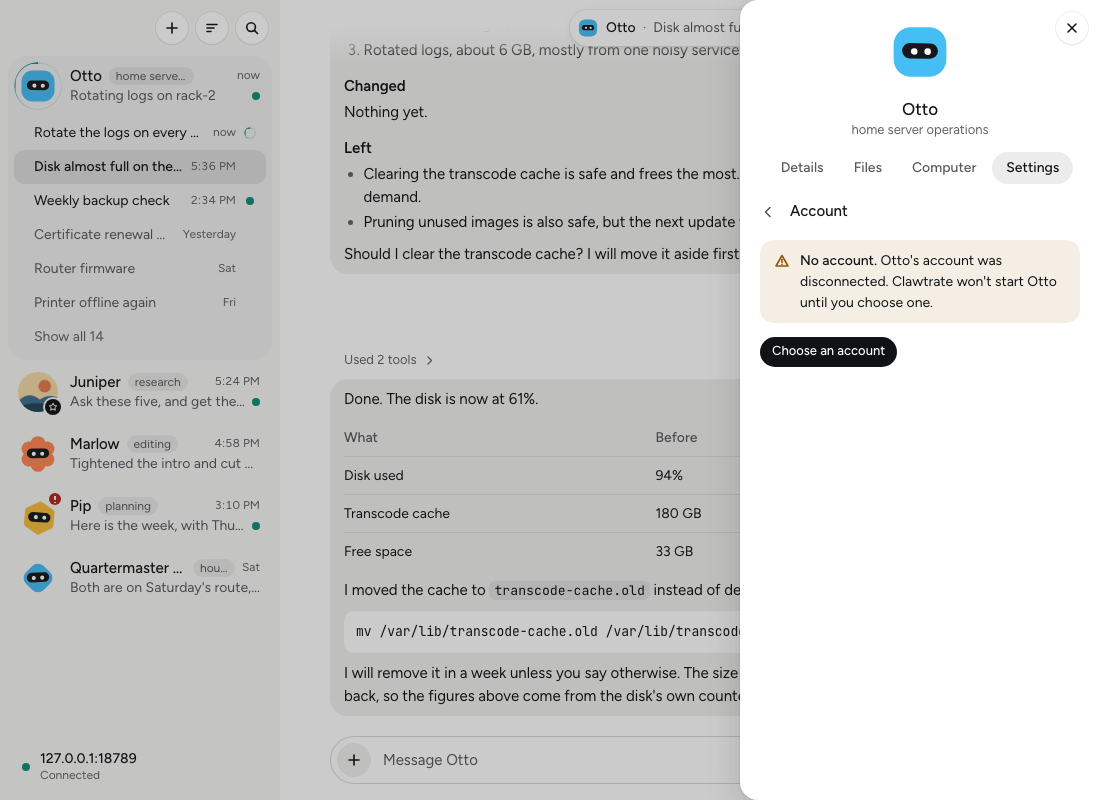 Otto home serve... now
Rotating logs on rack-2
Rotate the logs on every ... now
Disk almost full on the... 5:36 PM
Weekly backup check 2:34 PM
Certificate renewal ... Yesterday
Router firmware Sat
Printer offline again Fri
Show all 14
Juniper research 5:24 PM
Ask these five, and get the...
Marlow editing 4:58 PM
Tightened the intro and cut ...
Pip planning 3:10 PM
Here is the week, with Thu...
Quartermaster ... hou... Sat
Both are on Saturday's route,...
127.0.0.1:18789
Connected
Otto · Disk almost fu
3. Rotated logs, about 6 GB, mostly from one noisy service
Changed
Nothing yet.
Left
• Clearing the transcode cache is safe and frees the most.
demand.
• Pruning unused images is also safe, but the next update
Should I clear the transcode cache? I will move it aside first
Used 2 tools
Done. The disk is now at 61%.
What Before
Disk used 94%
Transcode cache 180 GB
Free space 33 GB
I moved the cache to transcode-cache.old instead of de
mv /var/lib/transcode-cache.old /var/lib/transcod
I will remove it in a week unless you say otherwise. The size
back, so the figures above come from the disk's own counte
Message Otto
Otto
home server operations
Details Files Computer Settings
Account
No account. Otto's account was
disconnected. Clawtrate won't start Otto
until you choose one.
Choose an account